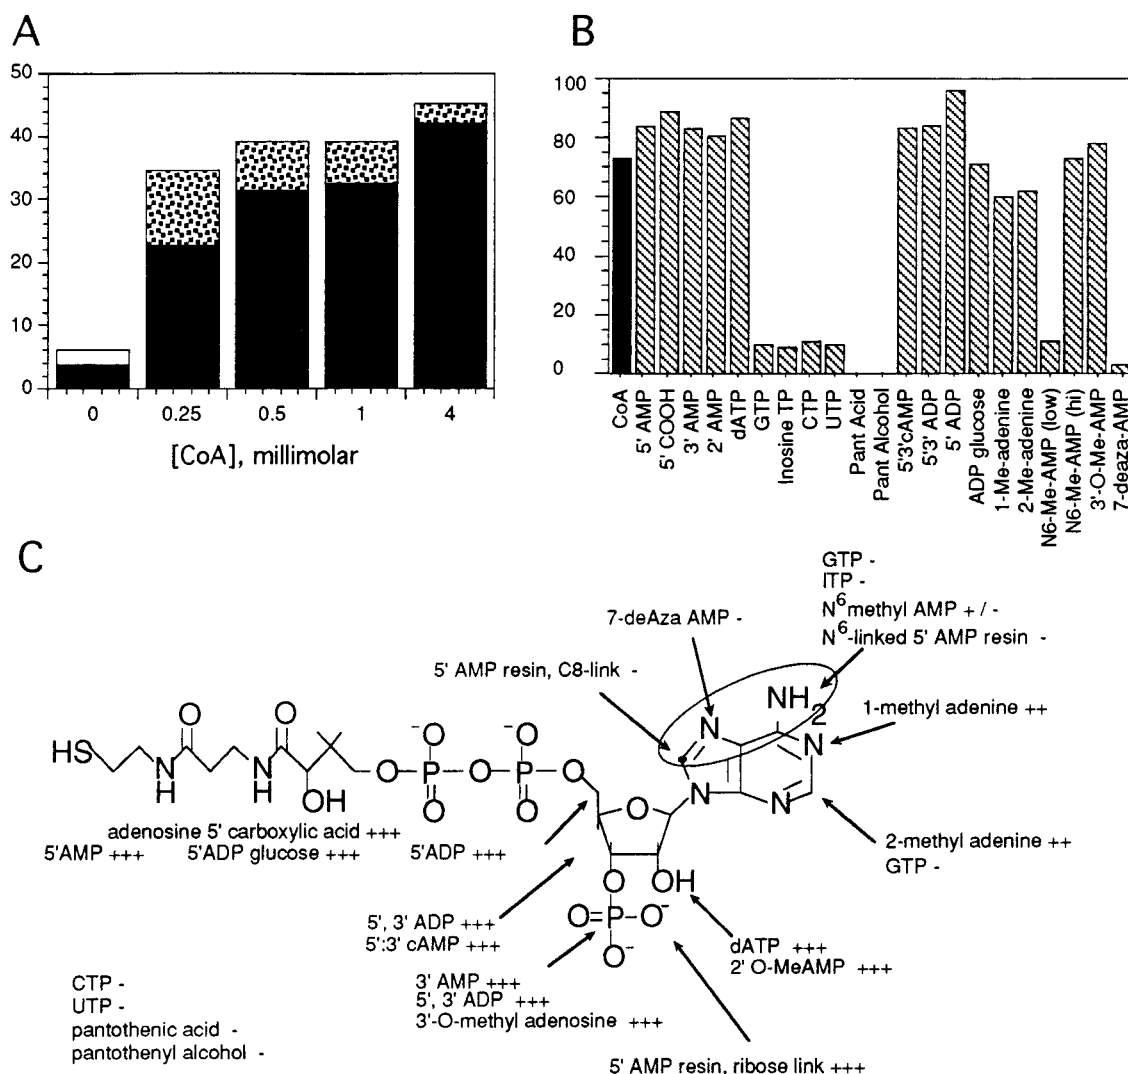 A
50
40
30
20
10
0
0 0.25 0.5 1 4
[CoA], millimolar
B
100
80
60
40
20
0
CoA
5' AMP
5' COOH
3' AMP
2' AMP
dATP
GTP
Inosine TP
CTP
UTP
Pant Acid
Pant Alcohol
5'3'cAMP
5'3' ADP
5' ADP
ADP glucose
1-Me-adenine
2-Me-adenine
N6-Me-AMP (low)
N6-Me-AMP (hi)
3'-O-Me-AMP
7-deaza-AMP
C
GTP -
ITP -
N6methyl AMP + / -
N6-linked 5' AMP resin -
7-deAza AMP -
5' AMP resin, C8-link -
1-methyl adenine ++
NH2
N
N
N
N
HS
O
N
H
O
N
H
OH
O
-O
P
O
O
-O
P
O
O
O
adenosine 5' carboxylic acid +++
5'AMP +++ 5'ADP glucose +++ 5'ADP +++
2-methyl adenine ++
GTP -
O OH
O=P-O-
O-
5', 3' ADP +++
5':3' cAMP +++
dATP +++
2' O-MeAMP +++
3' AMP +++
5', 3' ADP +++
3'-O-methyl adenosine +++
CTP -
UTP -
pantothenic acid -
pantothenyl alcohol -
5' AMP resin, ribose link +++